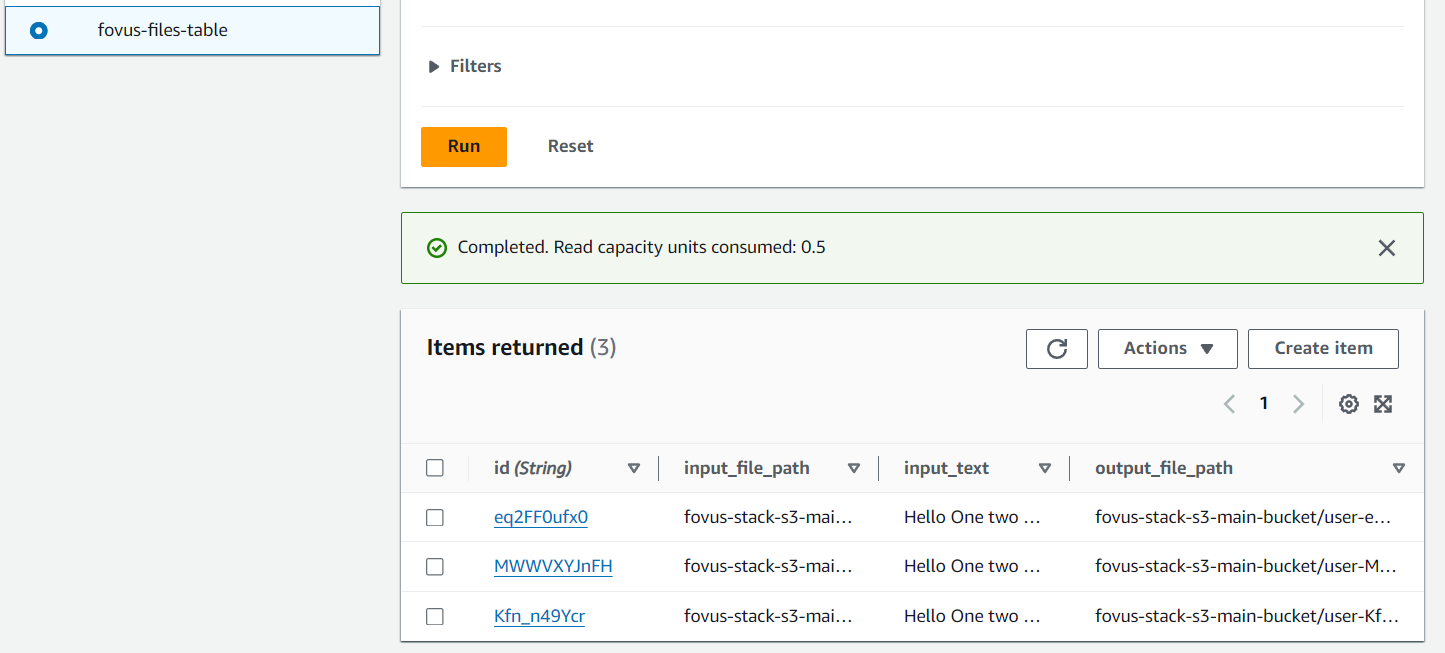 fovus-files-table
Filters
Run Reset
Completed. Read capacity units consumed: 0.5
Items returned (3)
Actions Create item
1
id (String) input_file_path input_text output_file_path
eq2FF0ufx0 fovus-stack-s3-mai... Hello One two ... fovus-stack-s3-main-bucket/user-e...
MWWVXYJnFH fovus-stack-s3-mai... Hello One two ... fovus-stack-s3-main-bucket/user-M...
Kfn_n49Ycr fovus-stack-s3-mai... Hello One two ... fovus-stack-s3-main-bucket/user-Kf...